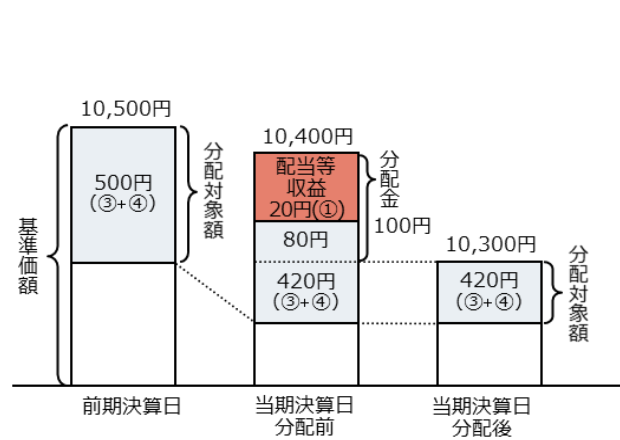 10,500円
500円
(③+④)
分配対象額
基準価額
前期決算日
10,400円
配当等
収益
20円(①)
80円
420円
(③+④)
分配金
100円
当期決算日
分配前
10,300円
420円
(③+④)
分配対象額
当期決算日
分配後